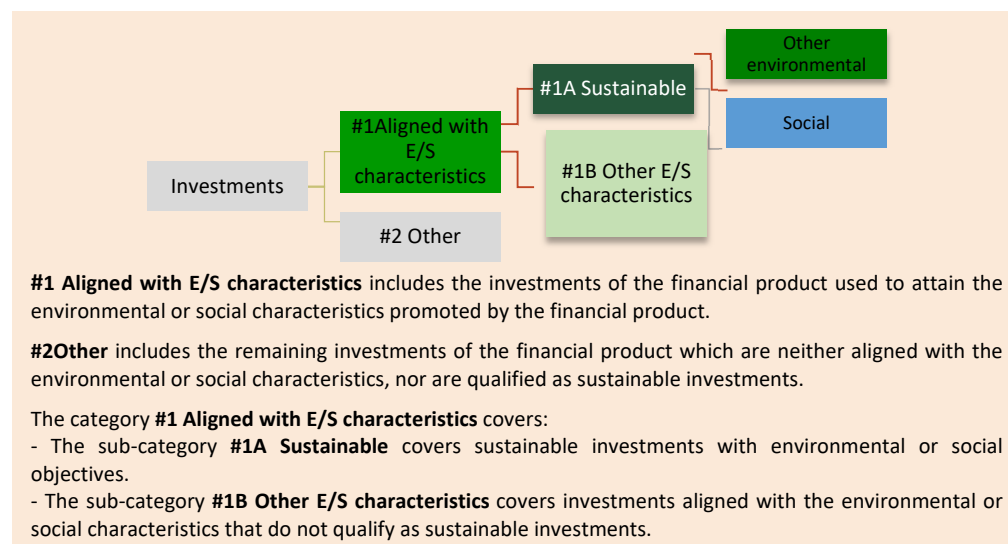 Other
environmental
#1A Sustainable
Social
#1Aligned with
E/S
characteristics
#1B Other E/S
characteristics
Investments
#2 Other
#1 Aligned with E/S characteristics includes the investments of the financial product used to attain the
environmental or social characteristics promoted by the financial product.
#2Other includes the remaining investments of the financial product which are neither aligned with the
environmental or social characteristics, nor are qualified as sustainable investments.
The category #1 Aligned with E/S characteristics covers:
- The sub-category #1A Sustainable covers sustainable investments with environmental or social
objectives.
- The sub-category #1B Other E/S characteristics covers investments aligned with the environmental or
social characteristics that do not qualify as sustainable investments.